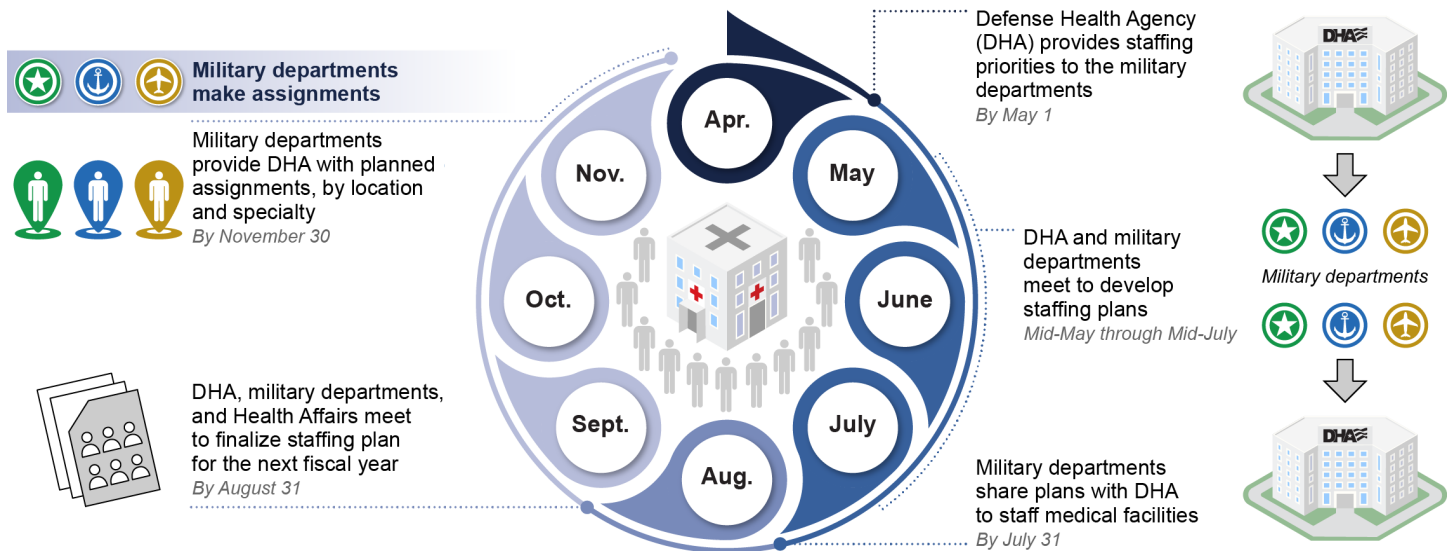 Defense Health Agency
(DHA) provides staffing
priorities to the military
departments
By May 1
DHA
Military departments
DHA and military
departments
meet to develop
staffing plans
Mid-May through Mid-July
Military departments
share plans with DHA
to staff medical facilities
By July 31
DHA
DHA, military departments,
and Health Affairs meet
to finalize staffing plan
for the next fiscal year
By August 31
Military departments
provide DHA with planned
assignments, by location
and specialty
By November 30
Military departments
make assignments
Apr.
May
June
July
Aug.
Sept.
Oct.
Nov.